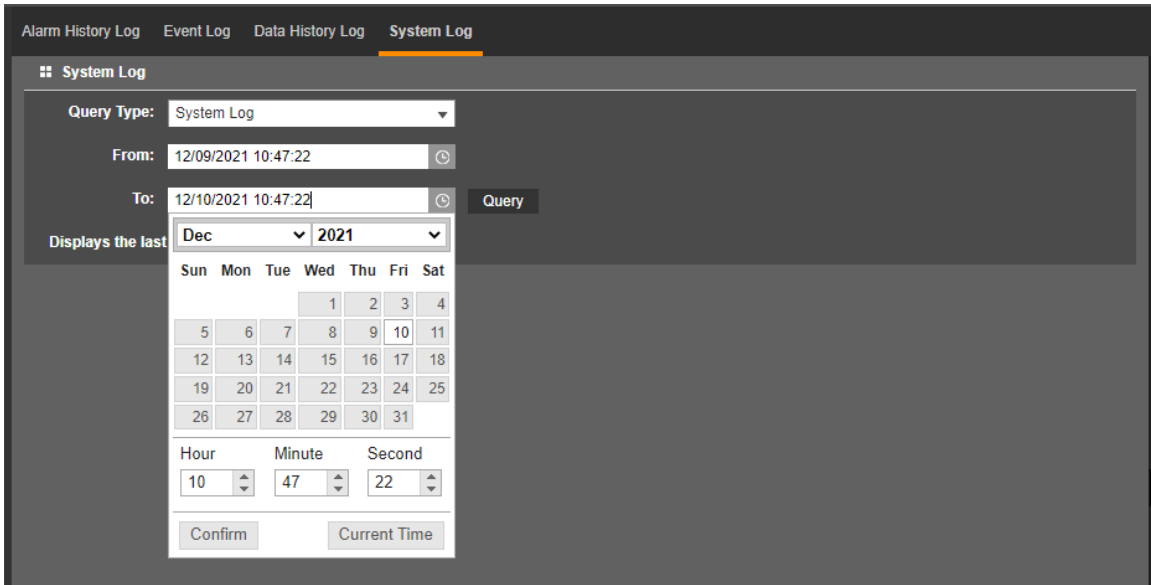 Alarm History Log Event Log Data History Log System Log
System Log
Query Type: System Log
From: 12/09/2021 10:47:22
To: 12/10/2021 10:47:22 Query
Displays the last
Dec 2021
Sun Mon Tue Wed Thu Fri Sat
1 2 3 4
5 6 7 8 9 10 11
12 13 14 15 16 17 18
19 20 21 22 23 24 25
26 27 28 29 30 31
Hour Minute Second
10 47 22
Confirm Current Time